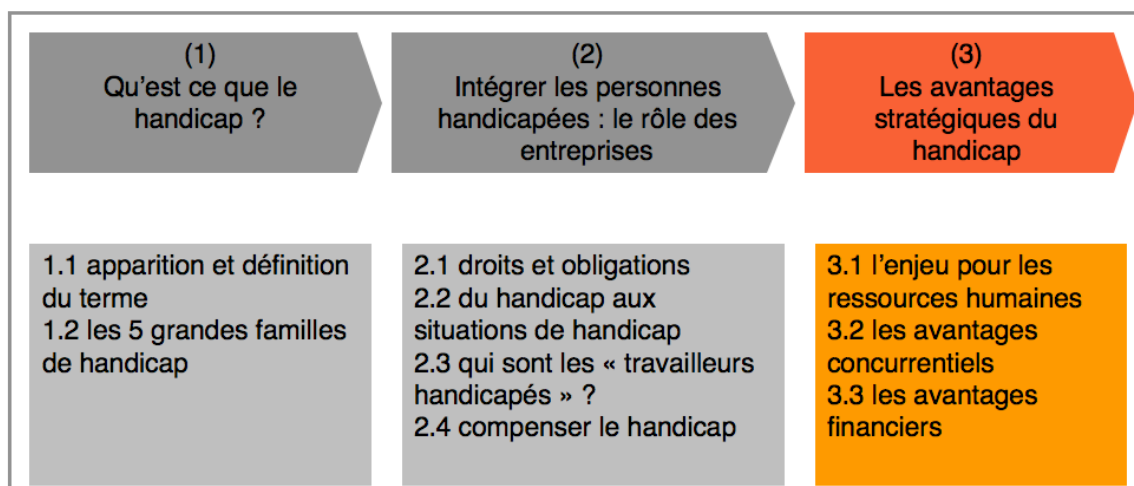 (1)
Qu'est ce que le
handicap ?
(2)
Intégrer les personnes
handicapées : le rôle des
entreprises
(3)
Les avantages
stratégiques du
handicap
1.1 apparition et définition
du terme
1.2 les 5 grandes familles
de handicap
2.1 droits et obligations
2.2 du handicap aux
situations de handicap
2.3 qui sont les « travailleurs
handicapés » ?
2.4 compenser le handicap
3.1 l'enjeu pour les
ressources humaines
3.2 les avantages
concurrentiels
3.3 les avantages
financiers